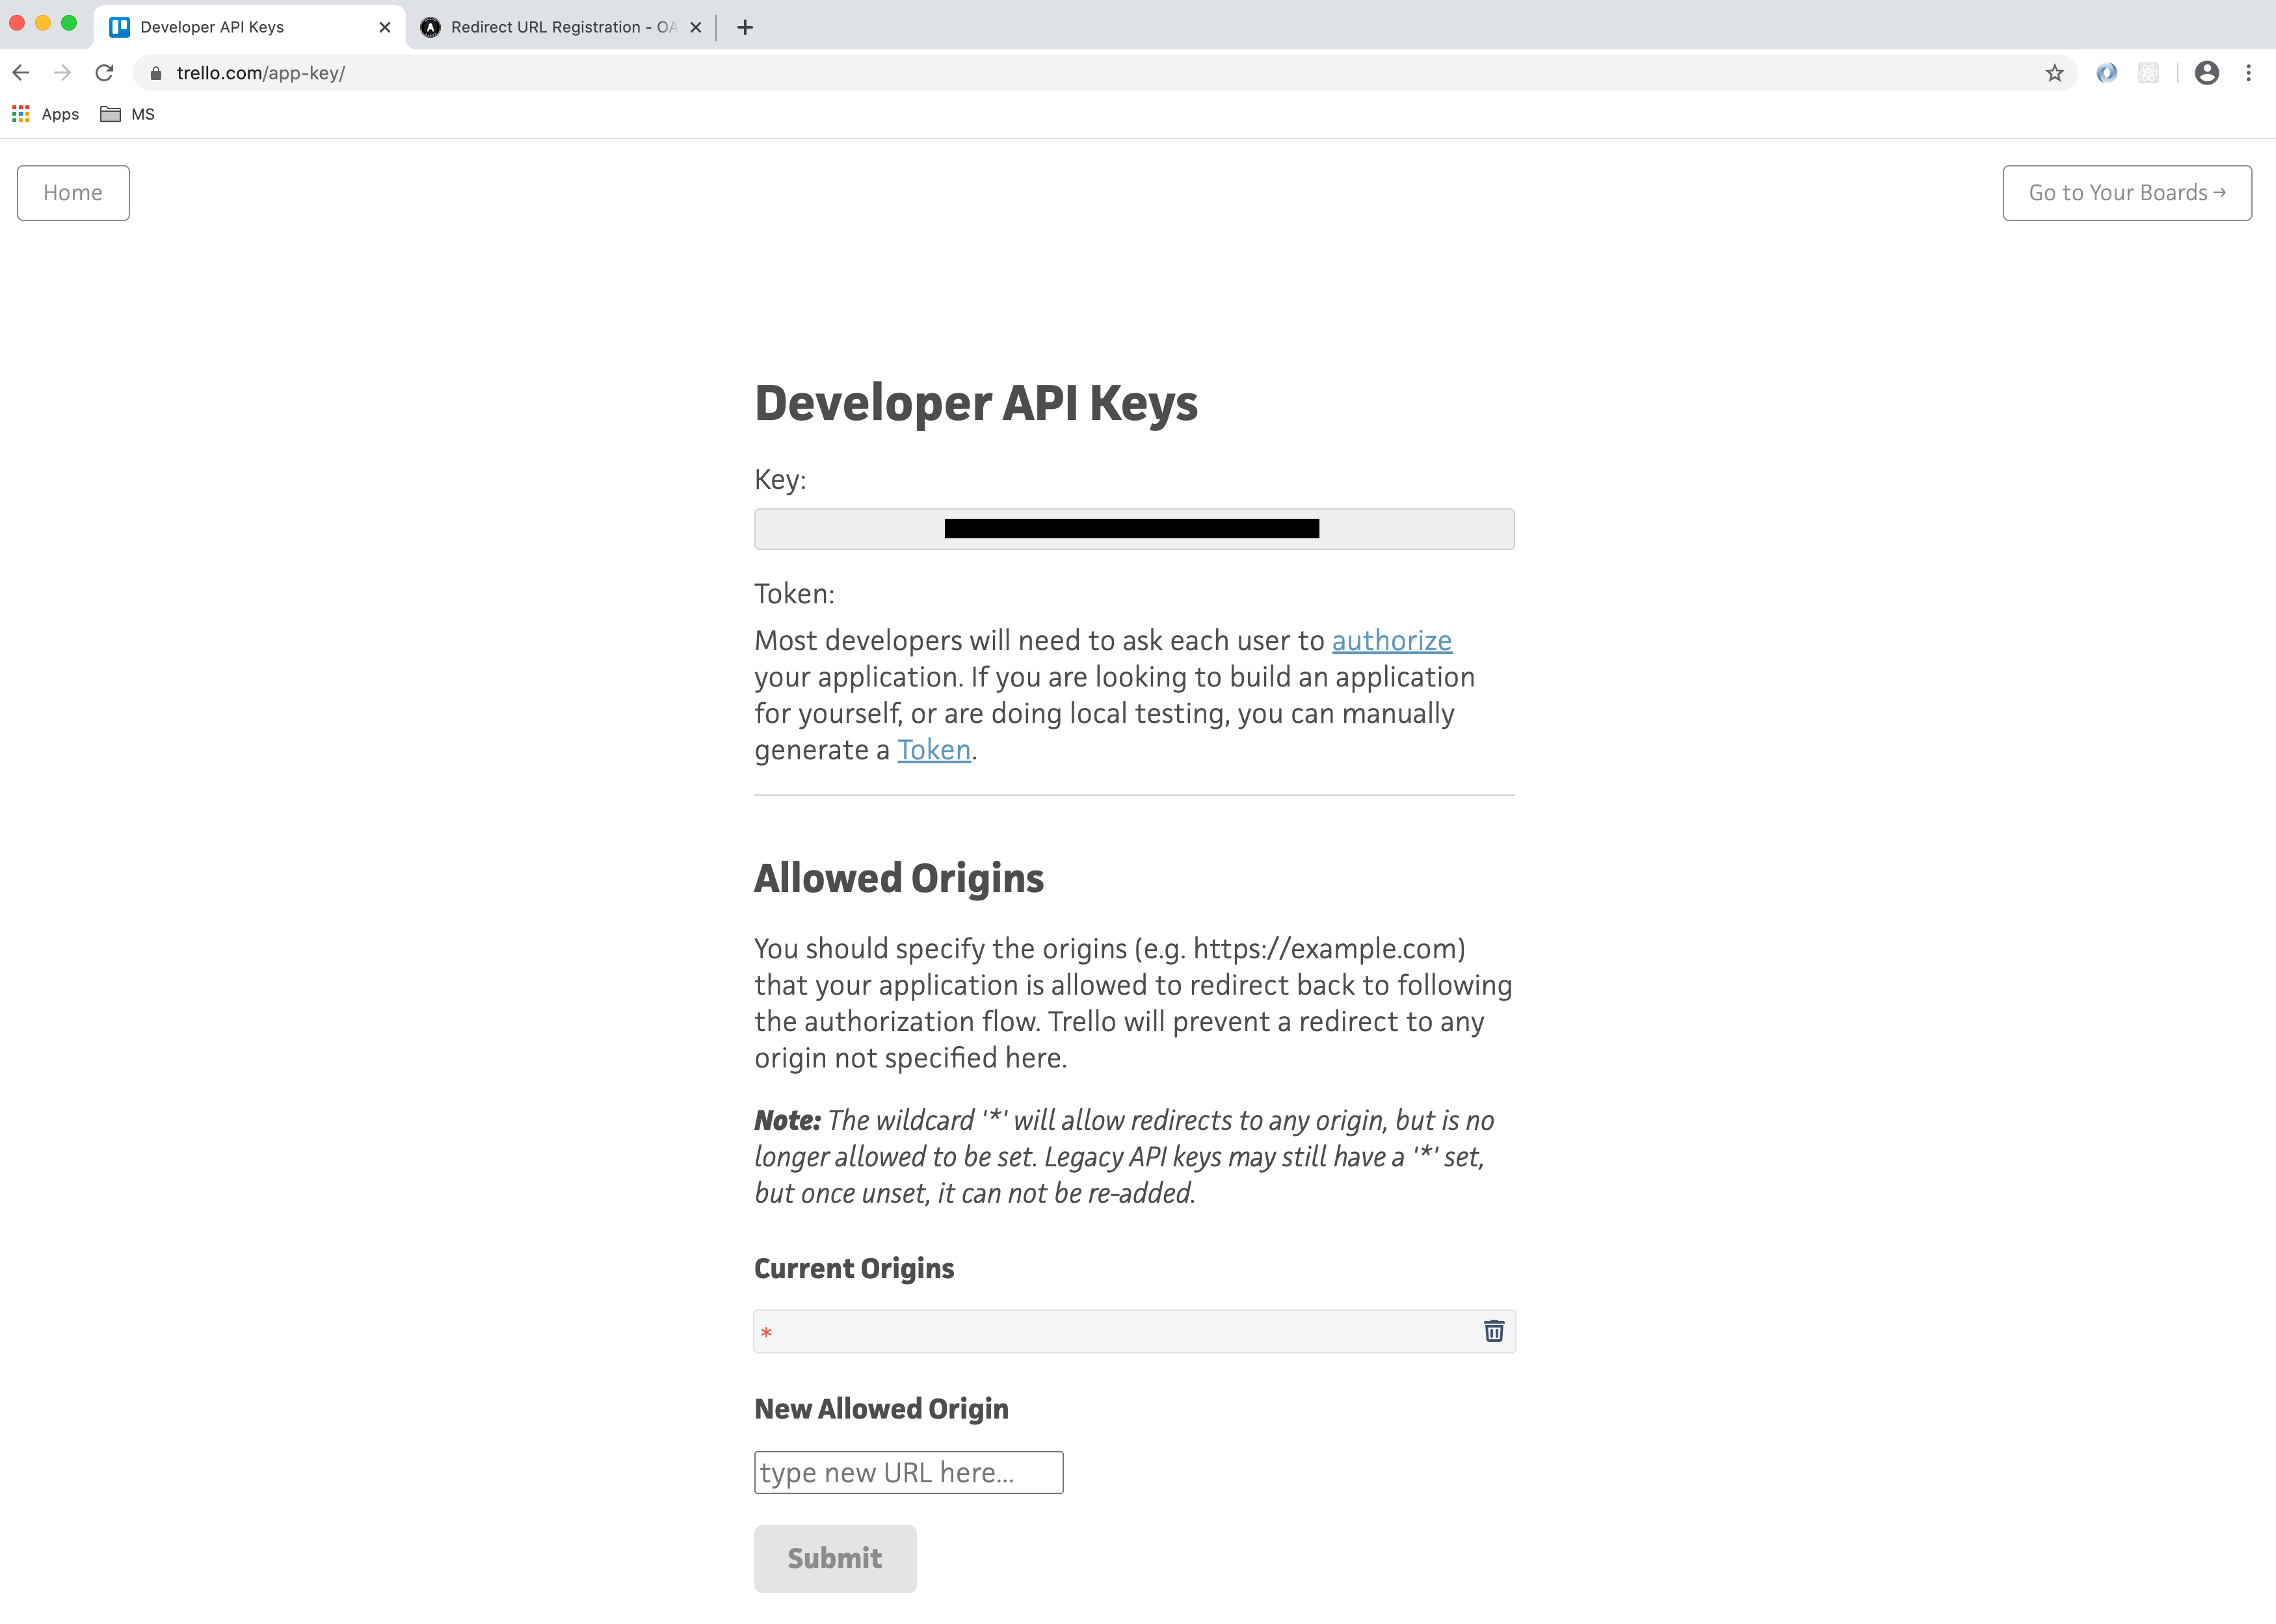 Developer API Keys
Redirect URL Registration - OA
trello.com/app-key/
Apps
MS
Home
Go to Your Boards →
Developer API Keys
Key:
Token:
Most developers will need to ask each user to authorize
your application. If you are looking to build an application
for yourself, or are doing local testing, you can manually
generate a Token.
Allowed Origins
You should specify the origins (e.g. https://example.com)
that your application is allowed to redirect back to following
the authorization flow. Trello will prevent a redirect to any
origin not specified here.
Note: The wildcard '*' will allow redirects to any origin, but is no
longer allowed to be set. Legacy API keys may still have a '*' set,
but once unset, it can not be re-added.
Current Origins
*
New Allowed Origin
type new URL here...
Submit